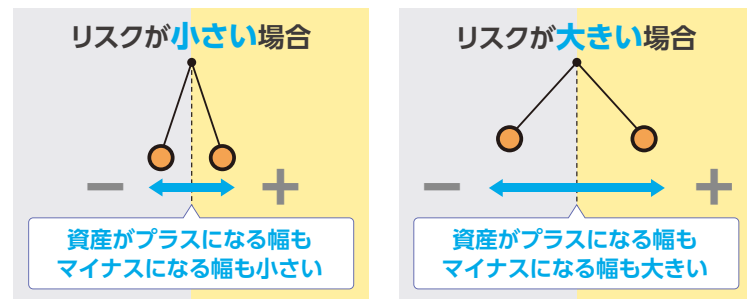 リスクが小さい場合
− +
資産がプラスになる幅も
マイナスになる幅も小さい
リスクが大きい場合
− +
資産がプラスになる幅も
マイナスになる幅も大きい